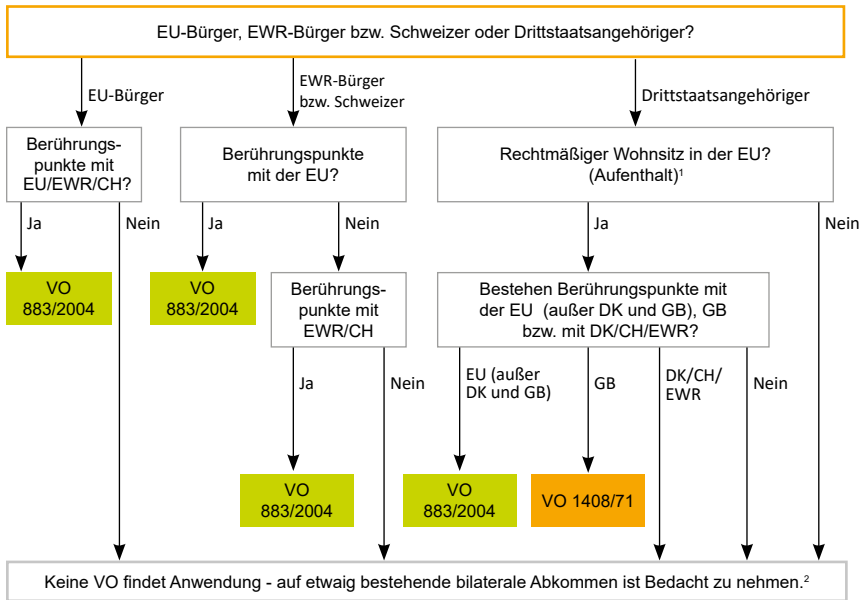 EU-Bürger, EWR-Bürger bzw. Schweizer oder Drittstaatsangehöriger?
EU-Bürger
EWR-Bürger
bzw. Schweizer
Drittstaatsangehöriger
Berührungs-
punkte mit
EU/EWR/CH?
Berührungspunkte
mit der EU?
Rechtmäßiger Wohnsitz in der EU?
(Aufenthalt)¹
Ja
Nein
Ja
Nein
Ja
Nein
VO
883/2004
VO
883/2004
Berührungs-
punkte mit
EWR/CH
Bestehen Berührungspunkte mit
der EU (außer DK und GB), GB
bzw. mit DK/CH/EWR?
Ja
Nein
EU (außer
DK und GB)
GB
DK/CH/
EWR
Nein
VO
883/2004
VO
883/2004
VO 1408/71
Keine VO findet Anwendung - auf etwaig bestehende bilaterale Abkommen ist Bedacht zu nehmen.²